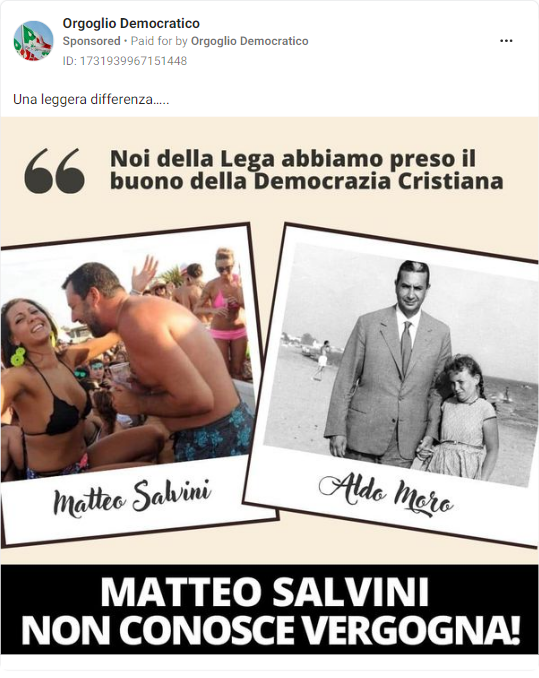 Orgoglio Democratico
Sponsored • Paid for by Orgoglio Democratico
ID: 1731939967151448
Una leggera differenza.....
Noi della Lega abbiamo preso il
buono della Democrazia Cristiana
Matteo Salvini
Aldo Moro
MATTEO SALVINI
NON CONOSCE VERGOGNA!